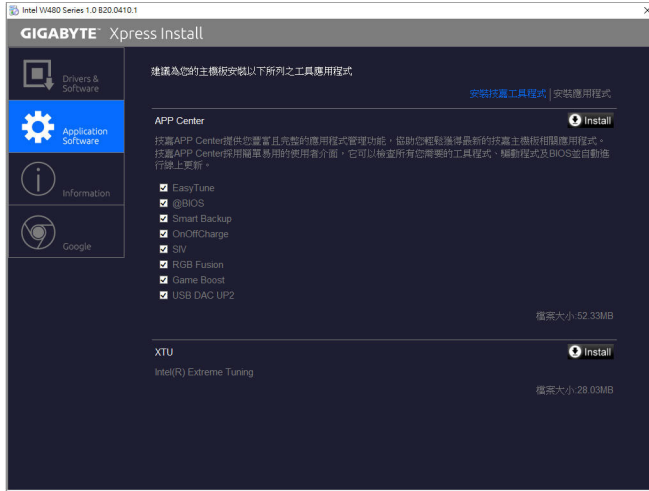 Intel W480 Series 1.0 B20.0410.1
GIGABYTE™ Xpress Install
Drivers & Software
Application Software
Information
Google
建議為您的主機板安裝以下所列之工具應用程式
安裝技嘉工具程式 | 安裝應用程式
APP Center
Install
技嘉APP Center提供您豐富且完整的應用程式管理功能，協助您輕鬆獲得最新的技嘉主機板相關應用程式。
技嘉APP Center採用簡單易用的使用者介面，它可以檢查所有您需要的工具程式、驅動程式及BIOS並自動進
行線上更新。
EasyTune
@BIOS
Smart Backup
OnOffCharge
SIV
RGB Fusion
Game Boost
USB DAC UP2
檔案大小:52.33MB
XTU
Install
Intel(R) Extreme Tuning
檔案大小:28.03MB